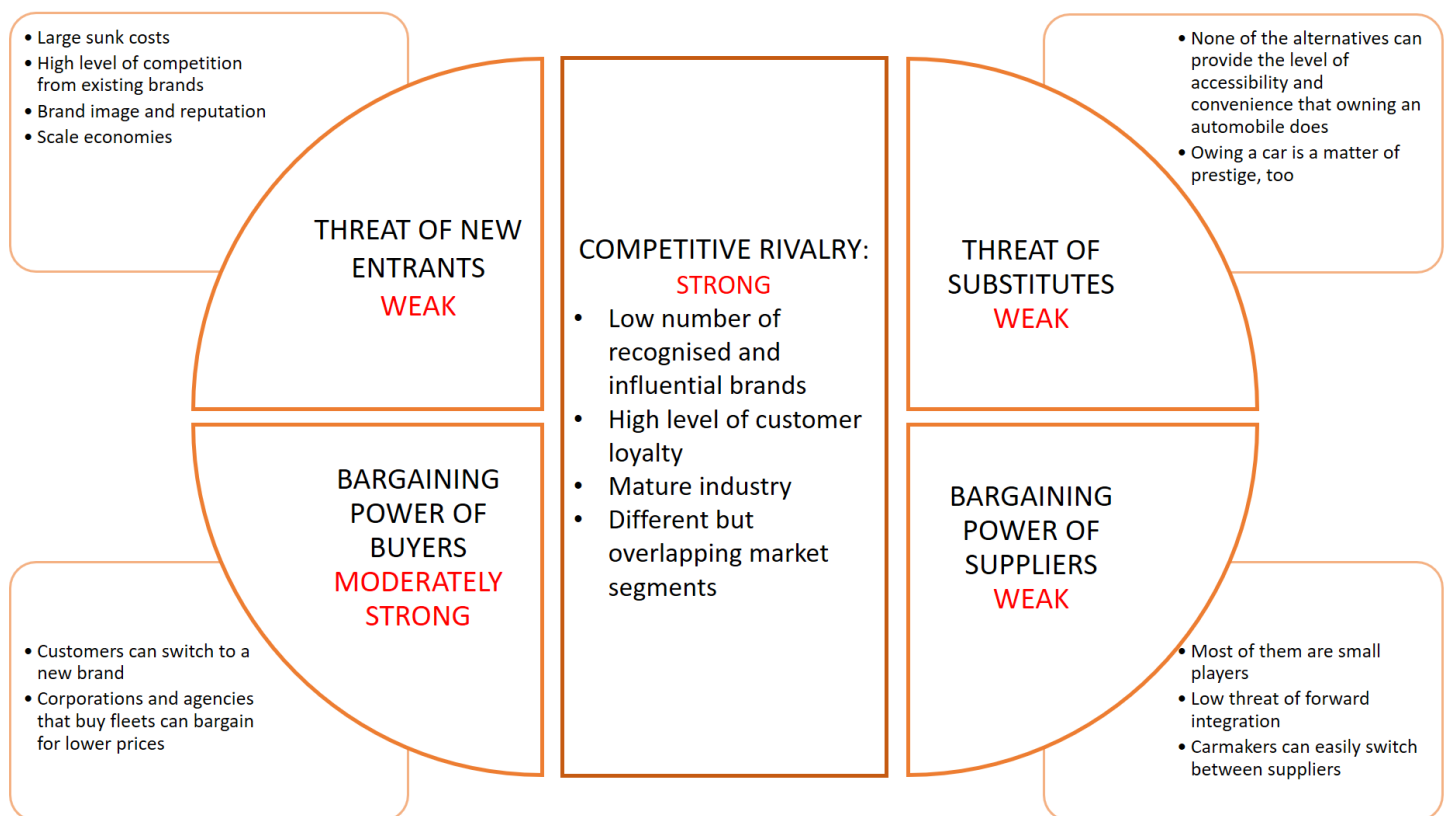 • Large sunk costs
• High level of competition
from existing brands
• Brand image and reputation
• Scale economies
THREAT OF NEW
ENTRANTS
WEAK
COMPETITIVE RIVALRY:
STRONG
• Low number of
recognised and
influential brands
• High level of customer
loyalty
• Mature industry
• Different but
overlapping market
segments
• None of the alternatives can
provide the level of
accessibility and
convenience that owning an
automobile does
• Owing a car is a matter of
prestige, too
THREAT OF
SUBSTITUTES
WEAK
BARGAINING
POWER OF
BUYERS
MODERATELY
STRONG
• Customers can switch to a
new brand
• Corporations and agencies
that buy fleets can bargain
for lower prices
BARGAINING
POWER OF
SUPPLIERS
WEAK
• Most of them are small
players
• Low threat of forward
integration
• Carmakers can easily switch
between suppliers